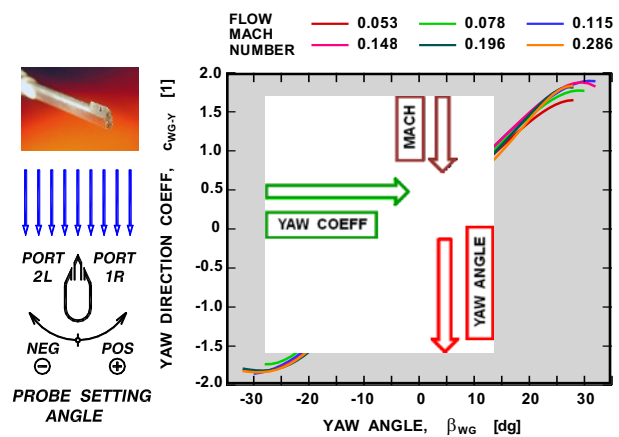 FLOW
MACH
NUMBER
0.053 0.078 0.115
0.148 0.196 0.286
PORT
2L
PORT
1R
NEG POS
PROBE SETTING
ANGLE
YAW DIRECTION COEFF, cWG-Y [1]
2.0
1.5
1.0
0.5
0
-0.5
-1.0
-1.5
-2.0
MACH
YAW COEFF
YAW ANGLE
-30 -20 -10 0 10 20 30
YAW ANGLE, βWG [dg]